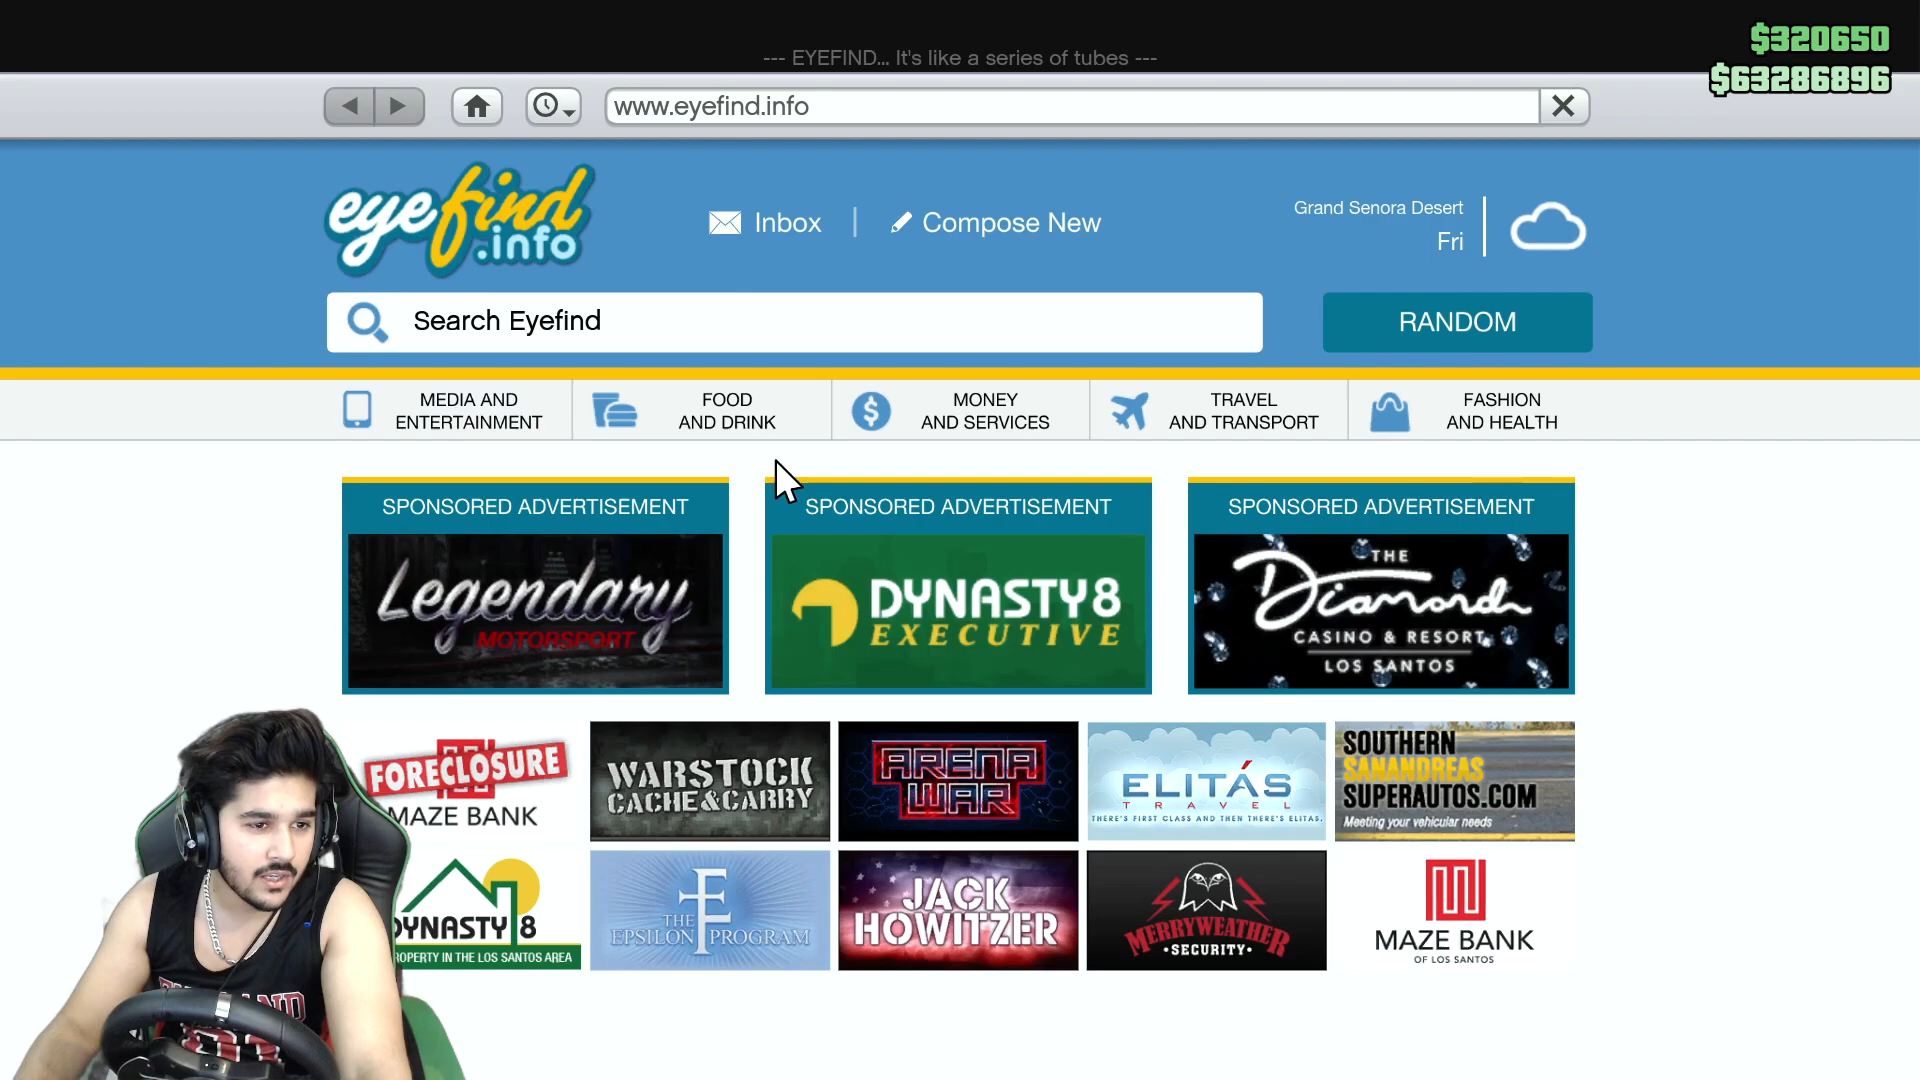 --- EYEFIND... It's like a series of tubes ---
$320650
$63286896
www.eyefind.info
eyefind
.info
Inbox
Compose New
Grand Senora Desert
Fri
Search Eyefind
RANDOM
MEDIA AND
ENTERTAINMENT
FOOD
AND DRINK
MONEY
AND SERVICES
TRAVEL
AND TRANSPORT
FASHION
AND HEALTH
SPONSORED ADVERTISEMENT
SPONSORED ADVERTISEMENT
SPONSORED ADVERTISEMENT
Legendary
MOTORSPORT
DYNASTY8
EXECUTIVE
THE
Diamond
CASINO & RESORT
LOS SANTOS
FORECLOSURE
MAZE BANK
WARSTOCK
CACHE&CARRY
ARENA
WAR
ELITÁS
TRAVEL
THERE'S FIRST CLASS AND THEN THERE'S ELITAS.
SOUTHERN
SANANDREAS
SUPERAUTOS.COM
Meeting your vehicular needs
DYNASTY 8
ROPERTY IN THE LOS SANTOS AREA
THE
EPSILON PROGRAM
JACK
HOWITZER
MERRYWEATHER
•SECURITY•
MAZE BANK
OF LOS SANTOS